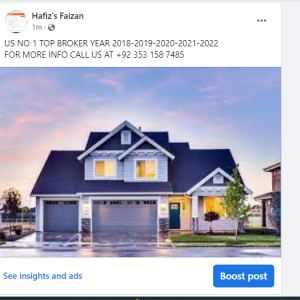 Hafiz's Faizan
1m ·
US NO 1 TOP BROKER YEAR 2018-2019-2020-2021-2022
FOR MORE INFO CALL US AT +92 353 158 7485
See insights and ads
Boost post